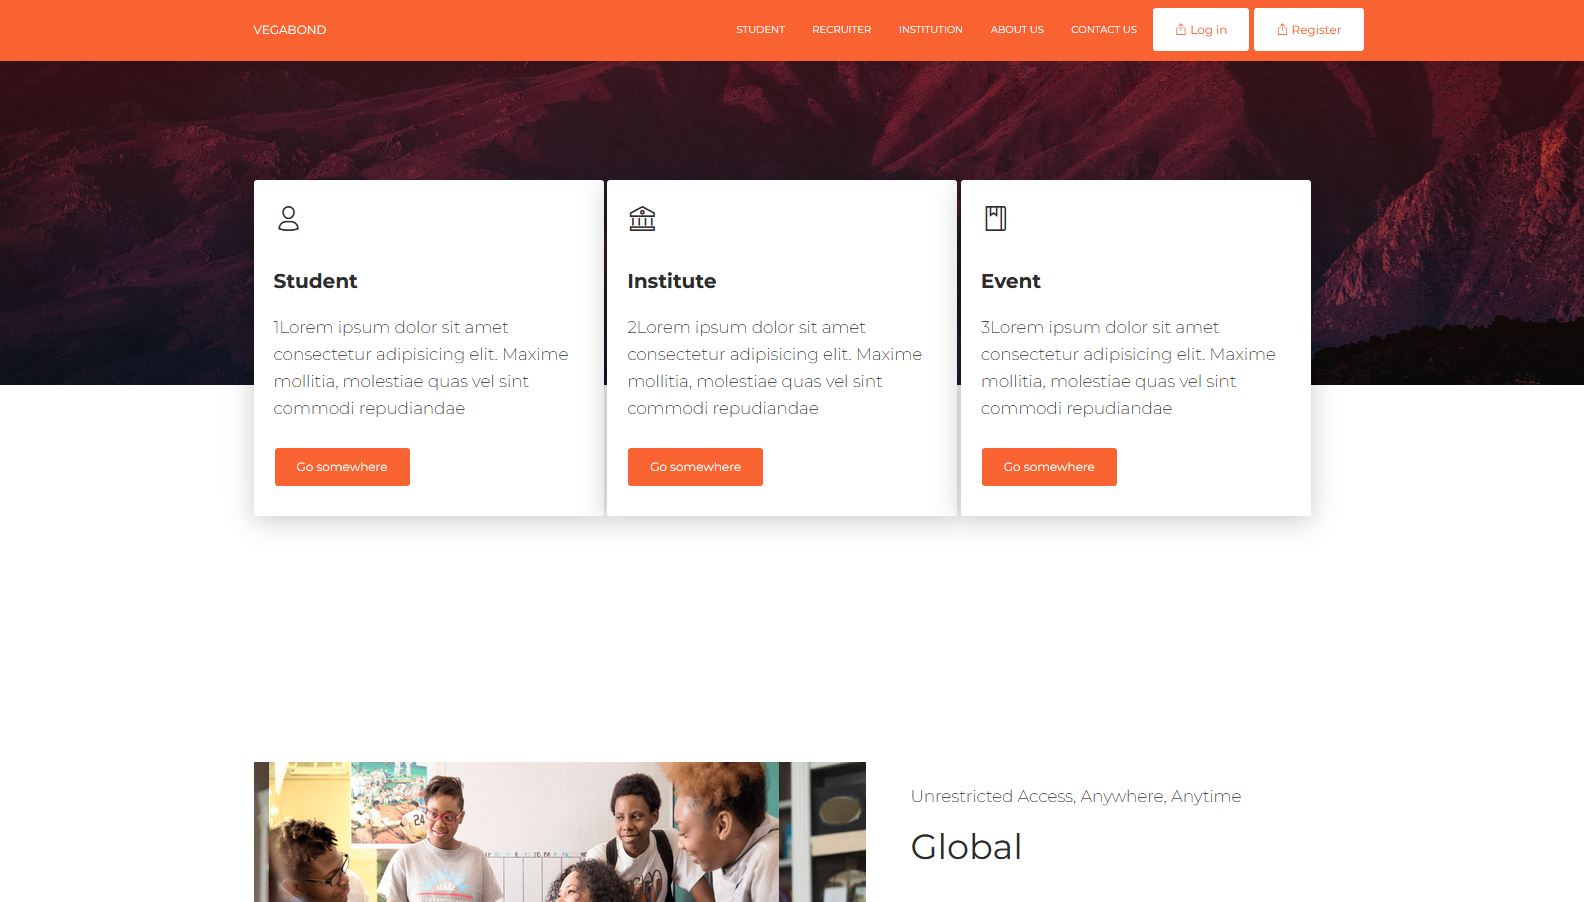 VEGABOND
STUDENT RECRUITER INSTITUTION ABOUT US CONTACT US Log in Register
Student
1Lorem ipsum dolor sit amet
consectetur adipisicing elit. Maxime
mollitia, molestiae quas vel sint
commodi repudiandae
Go somewhere
Institute
2Lorem ipsum dolor sit amet
consectetur adipisicing elit. Maxime
mollitia, molestiae quas vel sint
commodi repudiandae
Go somewhere
Event
3Lorem ipsum dolor sit amet
consectetur adipisicing elit. Maxime
mollitia, molestiae quas vel sint
commodi repudiandae
Go somewhere
24
Unrestricted Access, Anywhere, Anytime
Global